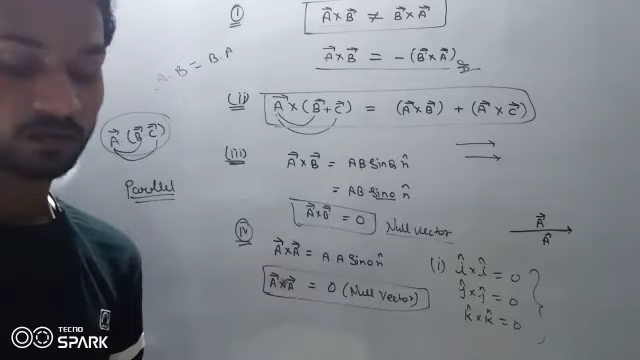 (i) A⃗ × B⃗ ≠ B⃗ × A⃗
A⃗ × B⃗ = -(B⃗ × A⃗)
A.B = B.A
(ii) A⃗ × (B⃗ + C⃗) = (A⃗ × B⃗) + (A⃗ × C⃗)
A⃗ (B⃗ C⃗)
(iii) A⃗ × B⃗ = AB sinθ n̂
= AB sin0 n̂
Parallel
A⃗ × B⃗ = 0 Null vector
A⃗
A⃗
(iv) A⃗ × A⃗ = A A sin0 n̂
A⃗ × A⃗ = 0 (Null vector)
(i) î × î = 0
ĵ × ĵ = 0
k̂ × k̂ = 0
TECNO
SPARK